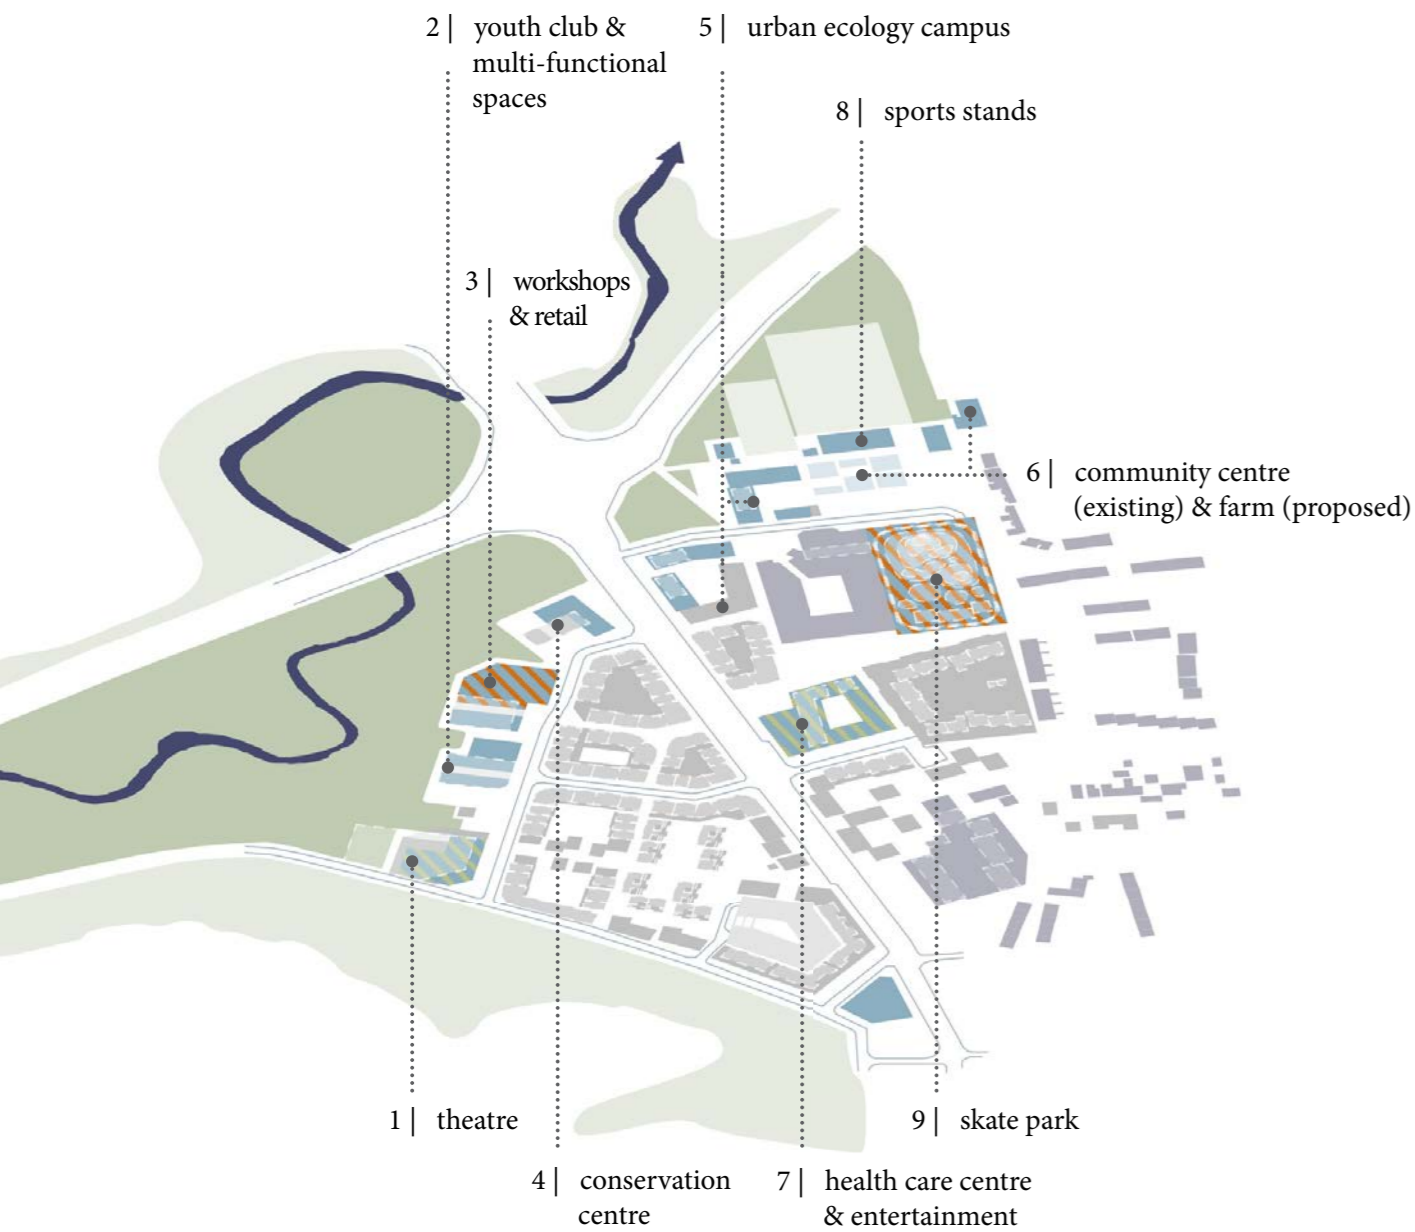 2 | youth club &
multi-functional
spaces
5 | urban ecology campus
8 | sports stands
3 | workshops
& retail
6 | community centre
(existing) & farm (proposed)
1 | theatre
9 | skate park
4 | conservation
centre
7 | health care centre
& entertainment